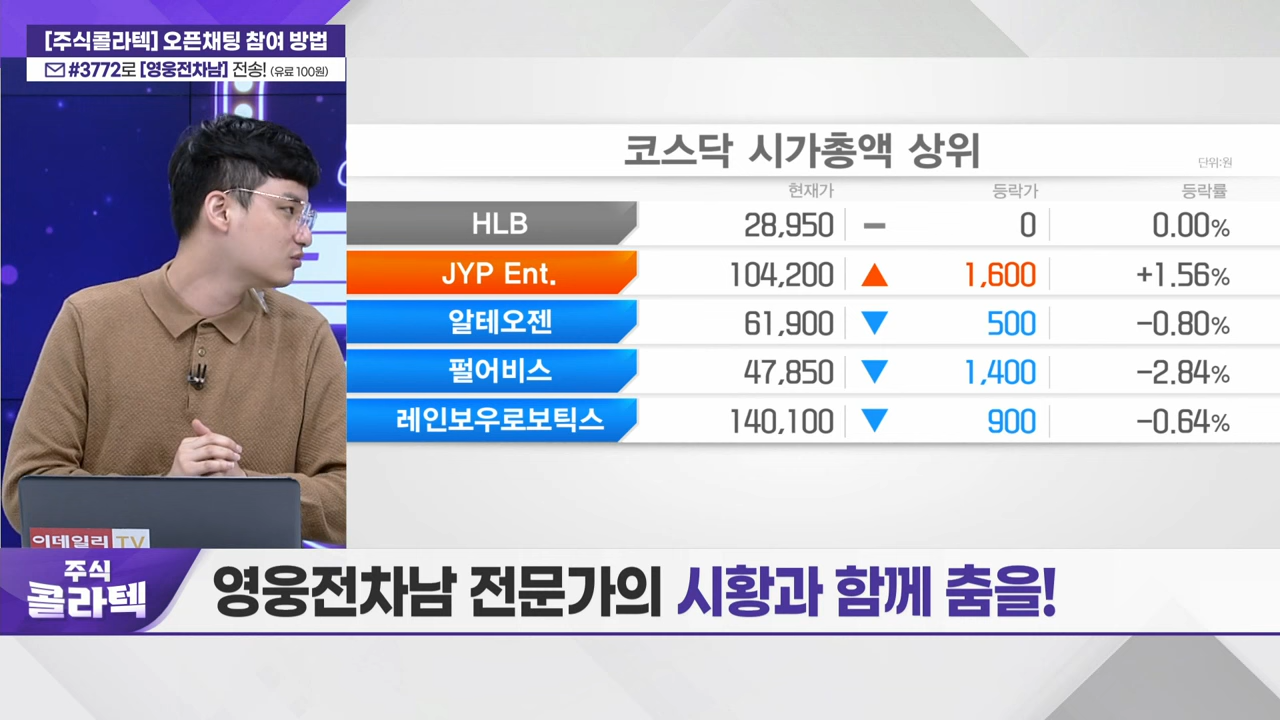 [주식콜라텍] 오픈채팅 참여 방법
#3772로 [영웅전차남] 전송! (유료 100원)
코스닥 시가총액 상위
단위:원
현재가 등락가 등락률
HLB 28,950 0 0.00%
JYP Ent. 104,200 ▲ 1,600 +1.56%
알테오젠 61,900 ▼ 500 -0.80%
펄어비스 47,850 ▼ 1,400 -2.84%
레인보우로보틱스 140,100 ▼ 900 -0.64%
이데일리 TV
주식
콜라텍
영웅전차남 전문가의 시황과 함께 춤을!